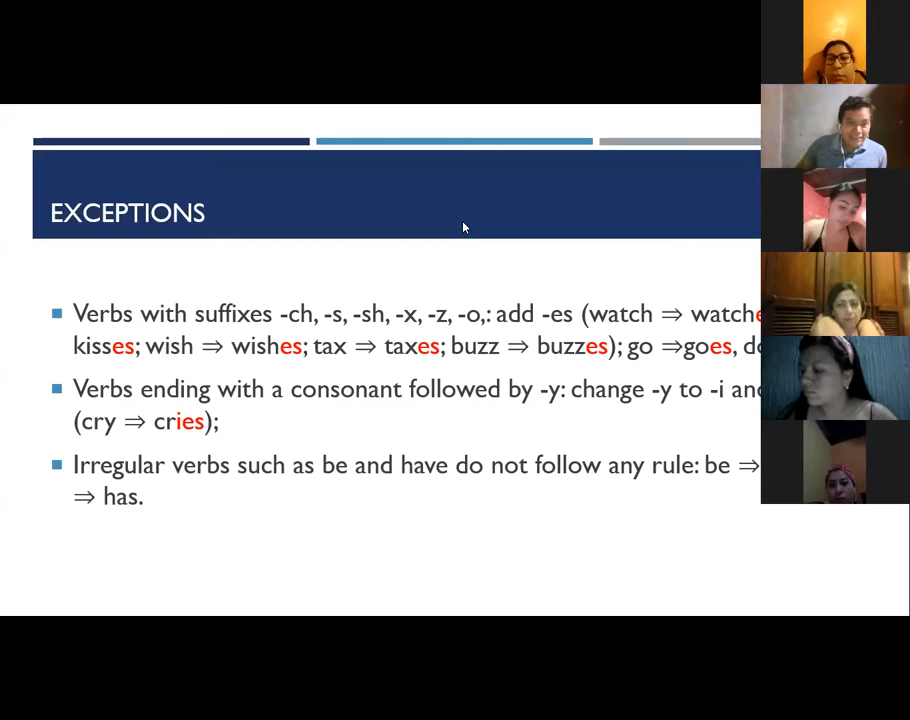 EXCEPTIONS
Verbs with suffixes -ch, -s, -sh, -x, -z, -o,: add -es (watch ⇒ watche
kisses; wish ⇒ wishes; tax ⇒ taxes; buzz ⇒ buzzes); go ⇒goes, do
Verbs ending with a consonant followed by -y: change -y to -i and
(cry ⇒ cries);
Irregular verbs such as be and have do not follow any rule: be ⇒
⇒ has.